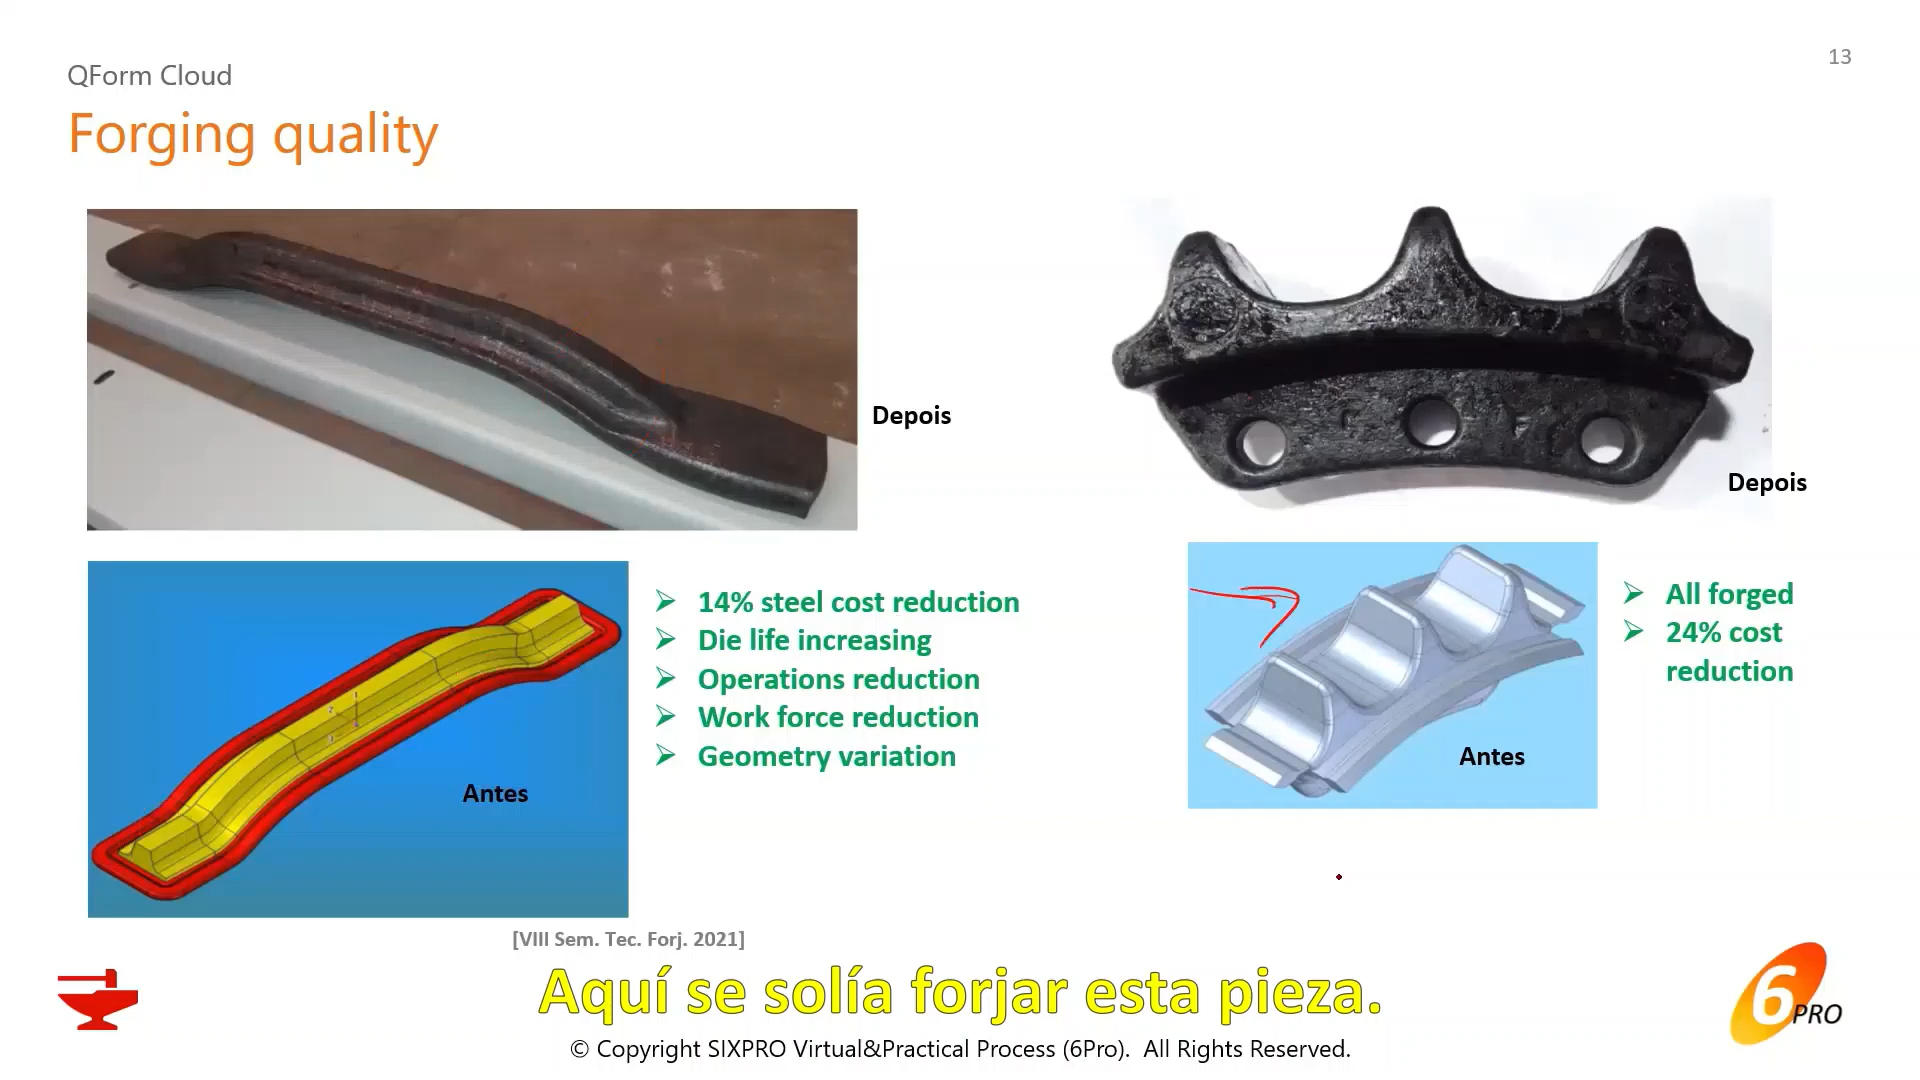 13
QForm Cloud
Forging quality
Depois
Depois
14% steel cost reduction
Die life increasing
Operations reduction
Work force reduction
Geometry variation
Antes
All forged
24% cost
reduction
Antes
[VIII Sem. Tec. Forj. 2021]
Aquí se solía forjar esta pieza.
6PRO
© Copyright SIXPRO Virtual&Practical Process (6Pro). All Rights Reserved.